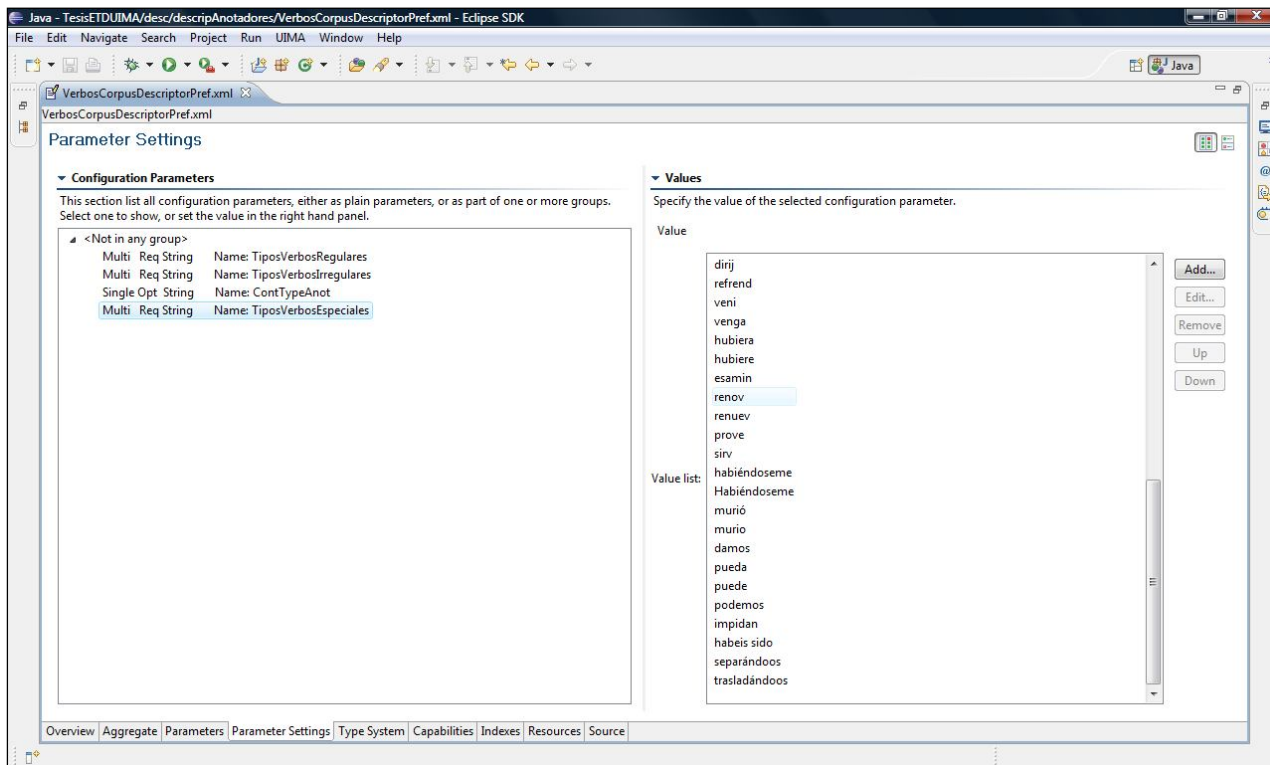 Java - TesisETDUIMA/desc/descripAnotadores/VerbosCorpusDescriptorPref.xml - Eclipse SDK
File Edit Navigate Search Project Run UIMA Window Help
Java
VerbosCorpusDescriptorPref.xml
VerbosCorpusDescriptorPref.xml
Parameter Settings
Configuration Parameters
This section list all configuration parameters, either as plain parameters, or as part of one or more groups.
Select one to show, or set the value in the right hand panel.
<Not in any group>
Multi Req String Name: TiposVerbosRegulares
Multi Req String Name: TiposVerbosIrregulares
Single Opt String Name: ContTypeAnot
Multi Req String Name: TiposVerbosEspeciales
Values
Specify the value of the selected configuration parameter.
Value
Value list:
dirij
refrend
veni
venga
hubiera
hubiere
esamin
renov
renuev
prove
sirv
habiéndoseme
Habiéndoseme
murió
murio
damos
pueda
puede
podemos
impidan
habeis sido
separándoos
trasladándoos
Add...
Edit...
Remove
Up
Down
Overview Aggregate Parameters Parameter Settings Type System Capabilities Indexes Resources Source